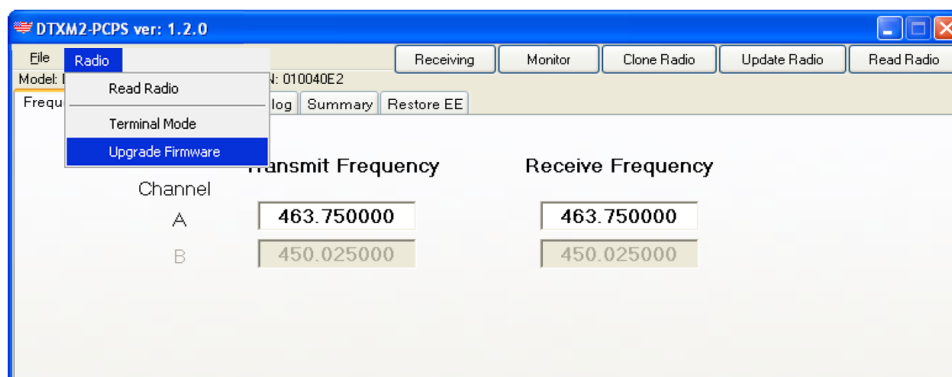 DTXM2-PCPS ver: 1.2.0
File Radio Receiving Monitor Clone Radio Update Radio Read Radio
Model: N: 010040E2
Read Radio
log Summary Restore EE
Terminal Mode
Upgrade Firmware
Transmit Frequency Receive Frequency
Channel
A 463.750000 463.750000
B 450.025000 450.025000